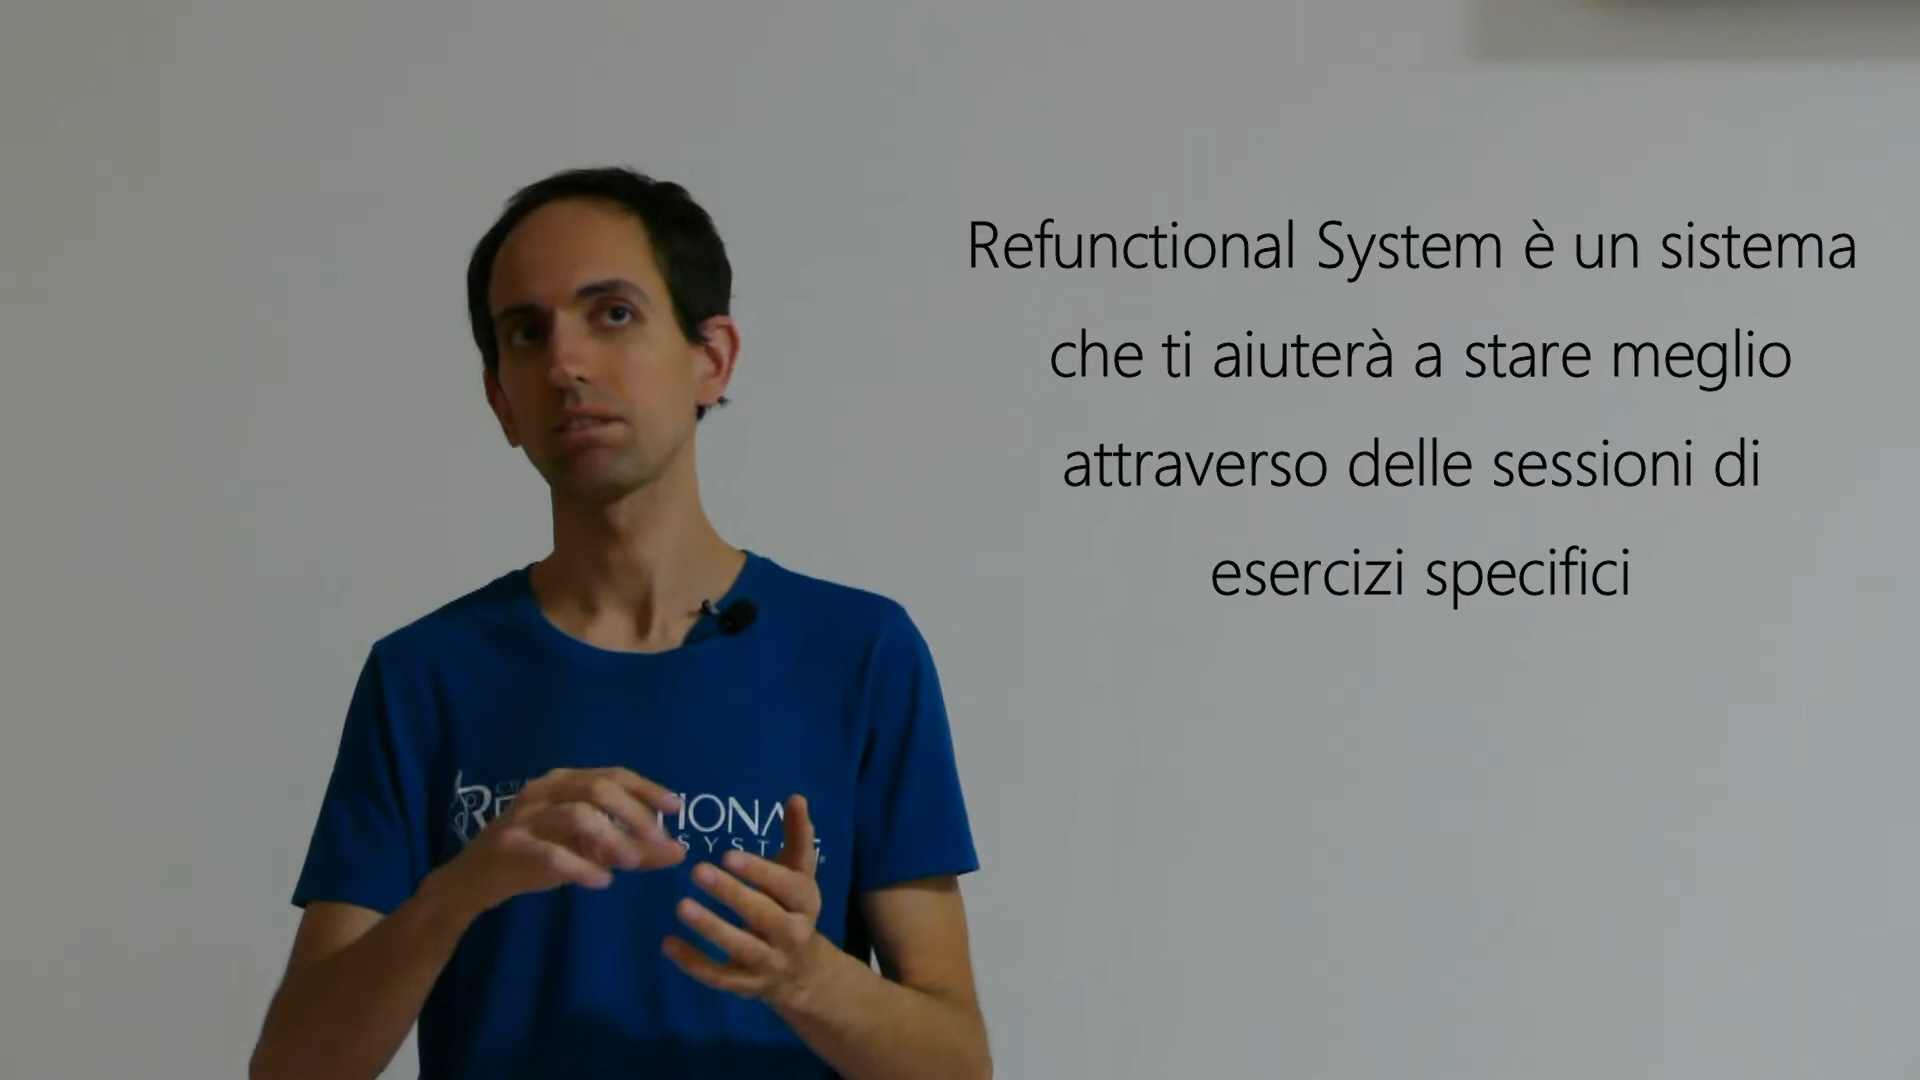 Refunctional System è un sistema
che ti aiuterà a stare meglio
attraverso delle sessioni di
esercizi specifici